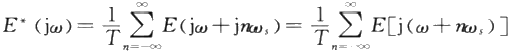 E*(jω) = 1/T ∑_{n=-∞}^{∞} E(jω + jnω_s) = 1/T ∑_{n=-∞}^{∞} E[j(ω + nω_s)]